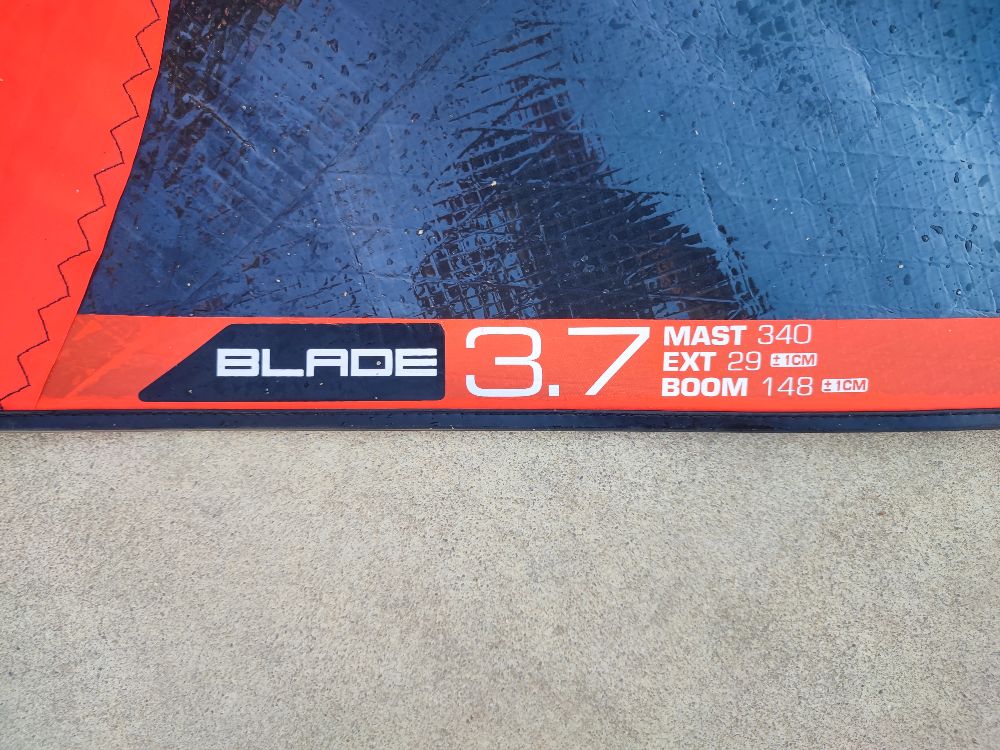 BLADE 3.7
MAST 340
EXT 29 ±1CM
BOOM 148 ±1CM